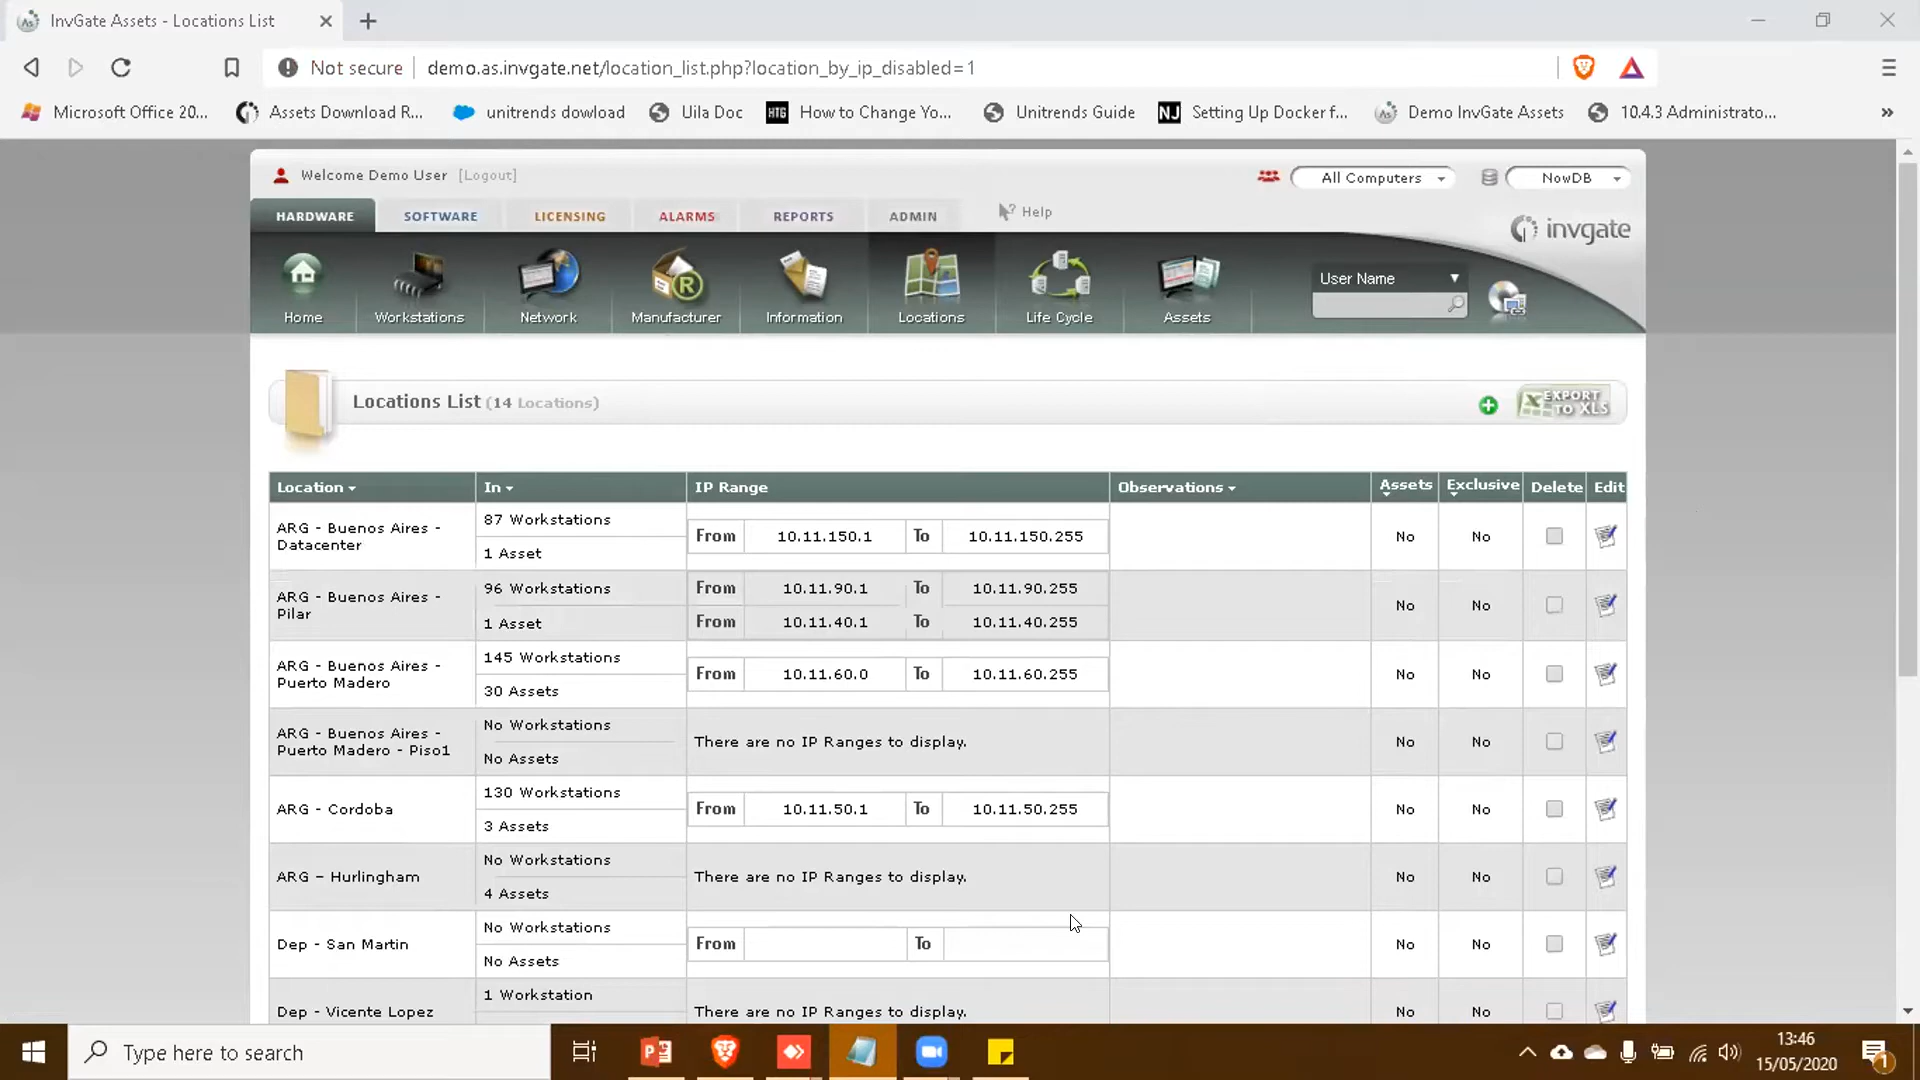 InvGate Assets - Locations List
Not secure
demo.as.invgate.net/location_list.php?location_by_ip_disabled=1
Microsoft Office 20...
Assets Download R...
unitrends dowload
Uila Doc
HTG
How to Change Yo...
Unitrends Guide
NJ
Setting Up Docker f...
Demo InvGate Assets
10.4.3 Administrato...
»
Welcome Demo User [Logout]
All Computers
NowDB
HARDWARE
SOFTWARE
LICENSING
ALARMS
REPORTS
ADMIN
Help
invgate
Home
Workstations
Network
Manufacturer
Information
Locations
Life Cycle
Assets
User Name
Locations List (14 Locations)
EXPORT
TO XLS
Location
In
IP Range
Observations
Assets
Exclusive
Delete
Edit
ARG - Buenos Aires -
Datacenter
87 Workstations
1 Asset
From 10.11.150.1 To 10.11.150.255
No
No
ARG - Buenos Aires -
Pilar
96 Workstations
1 Asset
From 10.11.90.1 To 10.11.90.255
From 10.11.40.1 To 10.11.40.255
No
No
ARG - Buenos Aires -
Puerto Madero
145 Workstations
30 Assets
From 10.11.60.0 To 10.11.60.255
No
No
ARG - Buenos Aires -
Puerto Madero - Piso1
No Workstations
No Assets
There are no IP Ranges to display.
No
No
ARG - Cordoba
130 Workstations
3 Assets
From 10.11.50.1 To 10.11.50.255
No
No
ARG – Hurlingham
No Workstations
4 Assets
There are no IP Ranges to display.
No
No
Dep - San Martin
No Workstations
No Assets
From To
No
No
Dep - Vicente Lopez
1 Workstation
There are no IP Ranges to display.
No
No
Type here to search
13:46
15/05/2020
1